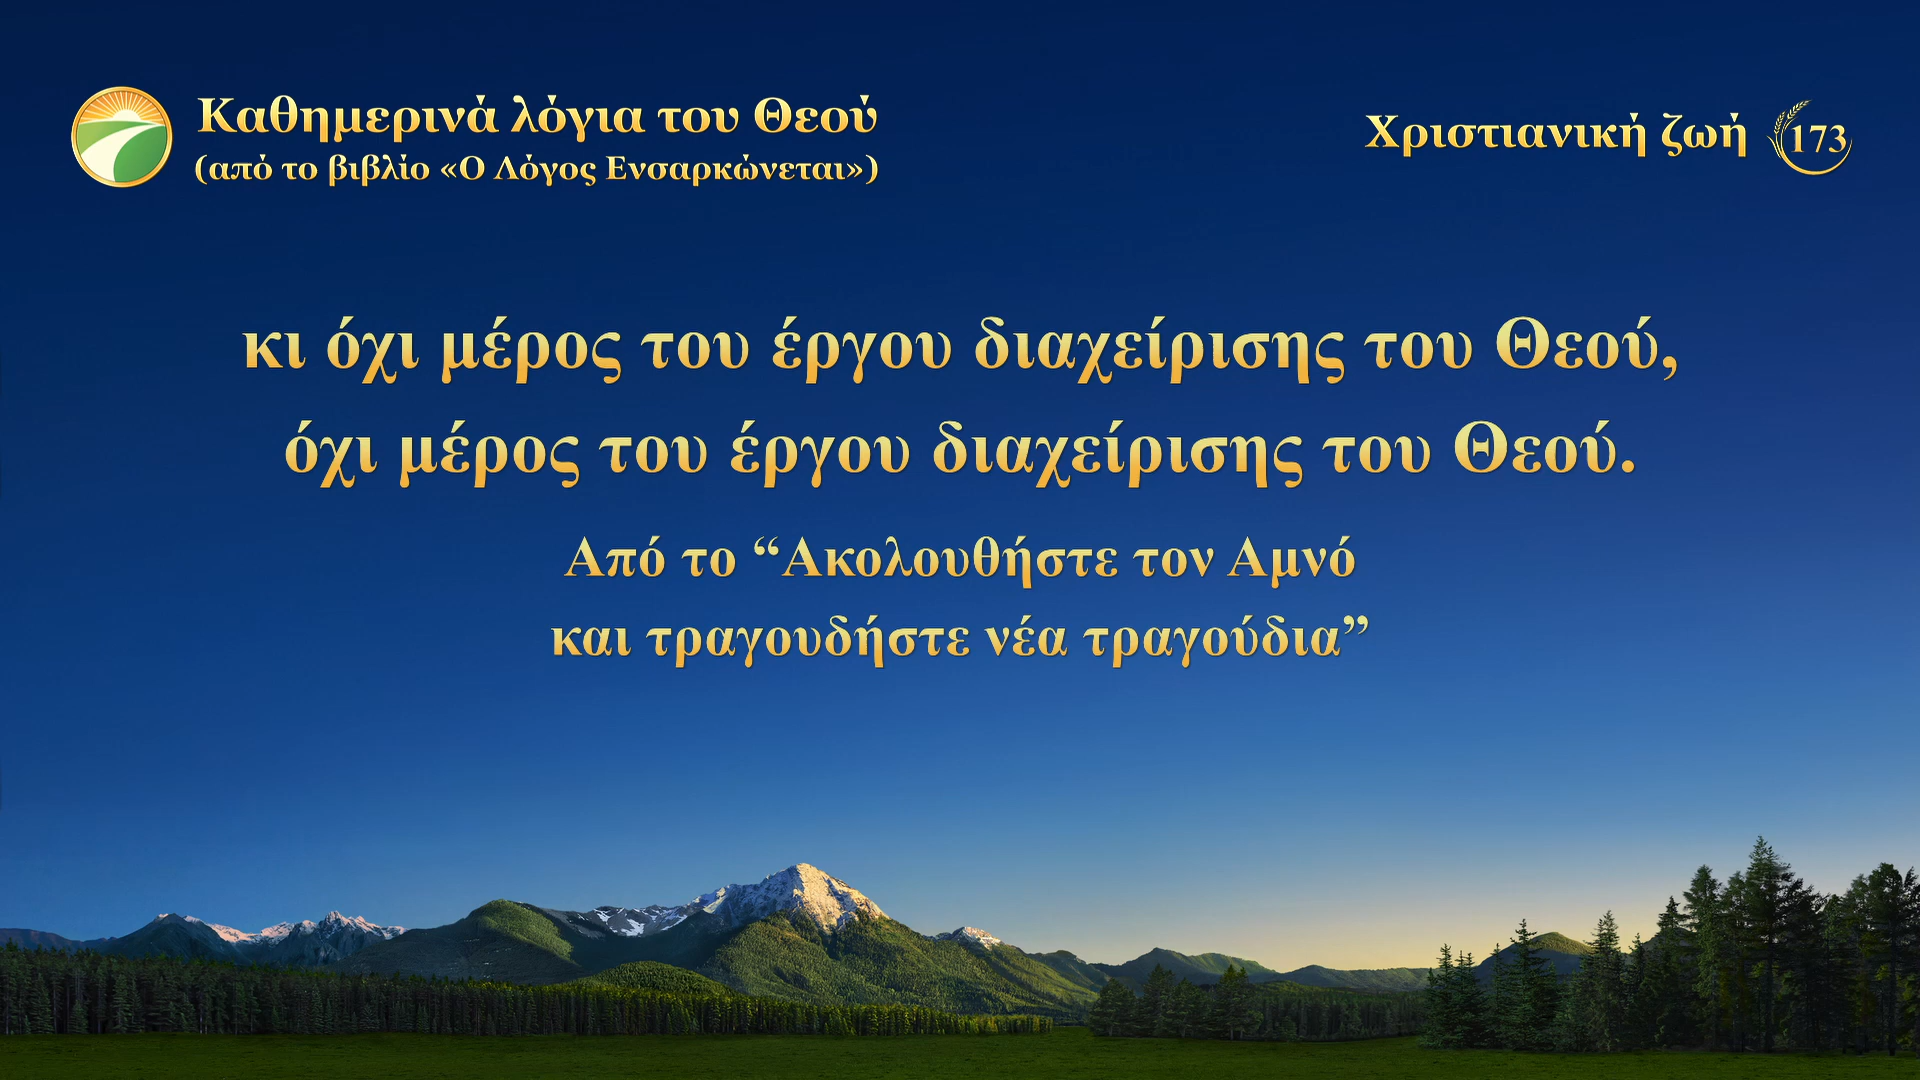 Καθημερινά λόγια του Θεού
(από το βιβλίο «Ο Λόγος Ενσαρκώνεται»)
Χριστιανική ζωή 173
κι όχι μέρος του έργου διαχείρισης του Θεού,
όχι μέρος του έργου διαχείρισης του Θεού.
Από το “Ακολουθήστε τον Αμνό
και τραγουδήστε νέα τραγούδια”